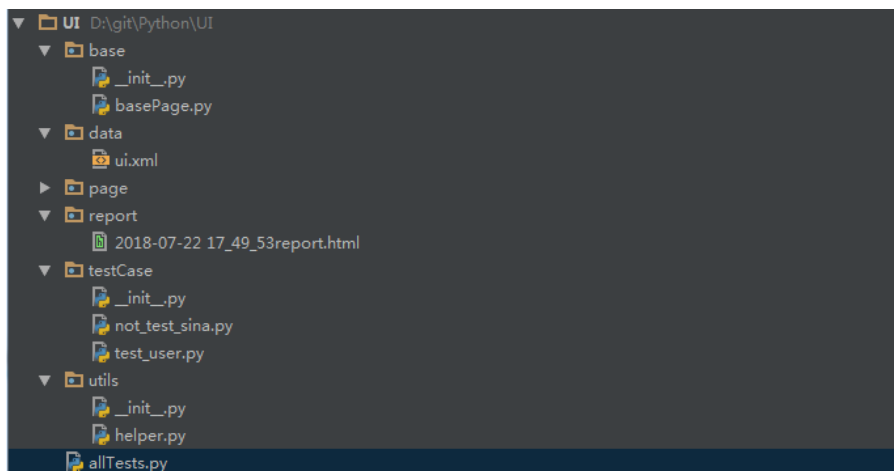 UI D:\git\Python\UI
base
__init__.py
basePage.py
data
ui.xml
page
report
2018-07-22 17_49_53report.html
testCase
__init__.py
not_test_sina.py
test_user.py
utils
__init__.py
helper.py
allTests.py